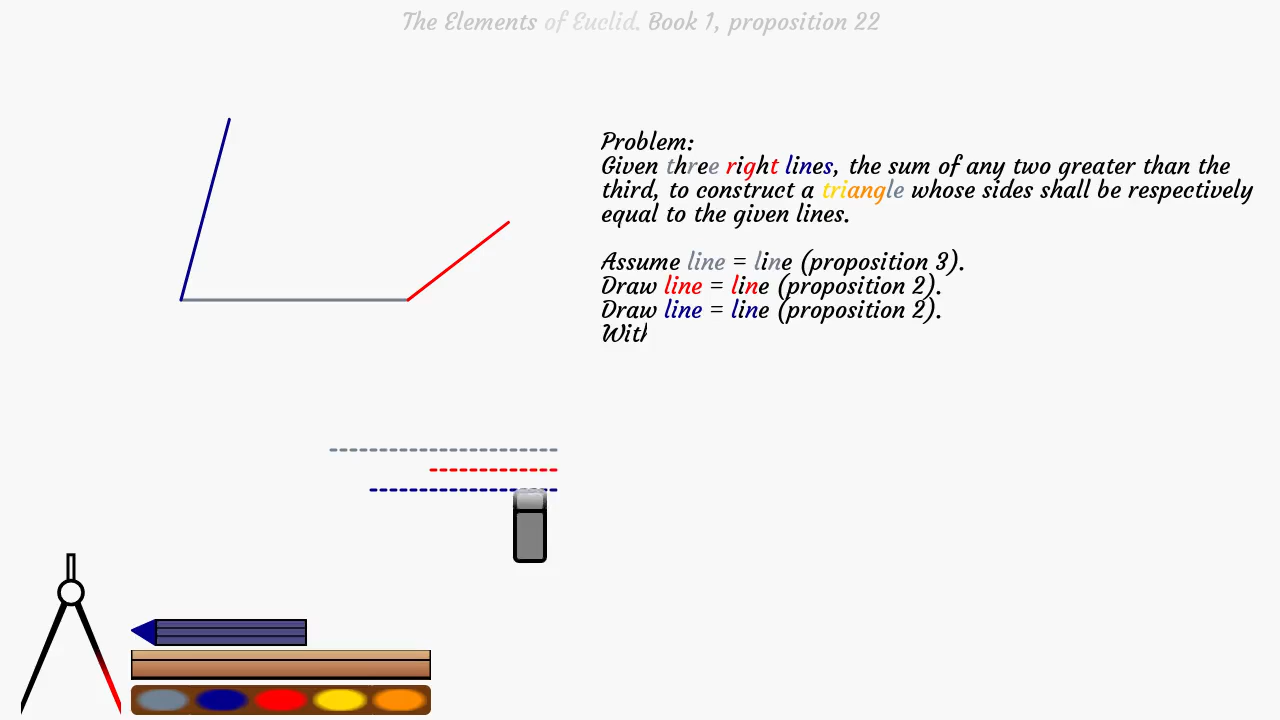 The Elements of Euclid. Book 1, proposition 22
Problem:
Given three right lines, the sum of any two greater than the
third, to construct a triangle whose sides shall be respectively
equal to the given lines.
Assume line = line (proposition 3).
Draw line = line (proposition 2).
Draw line = line (proposition 2).
With